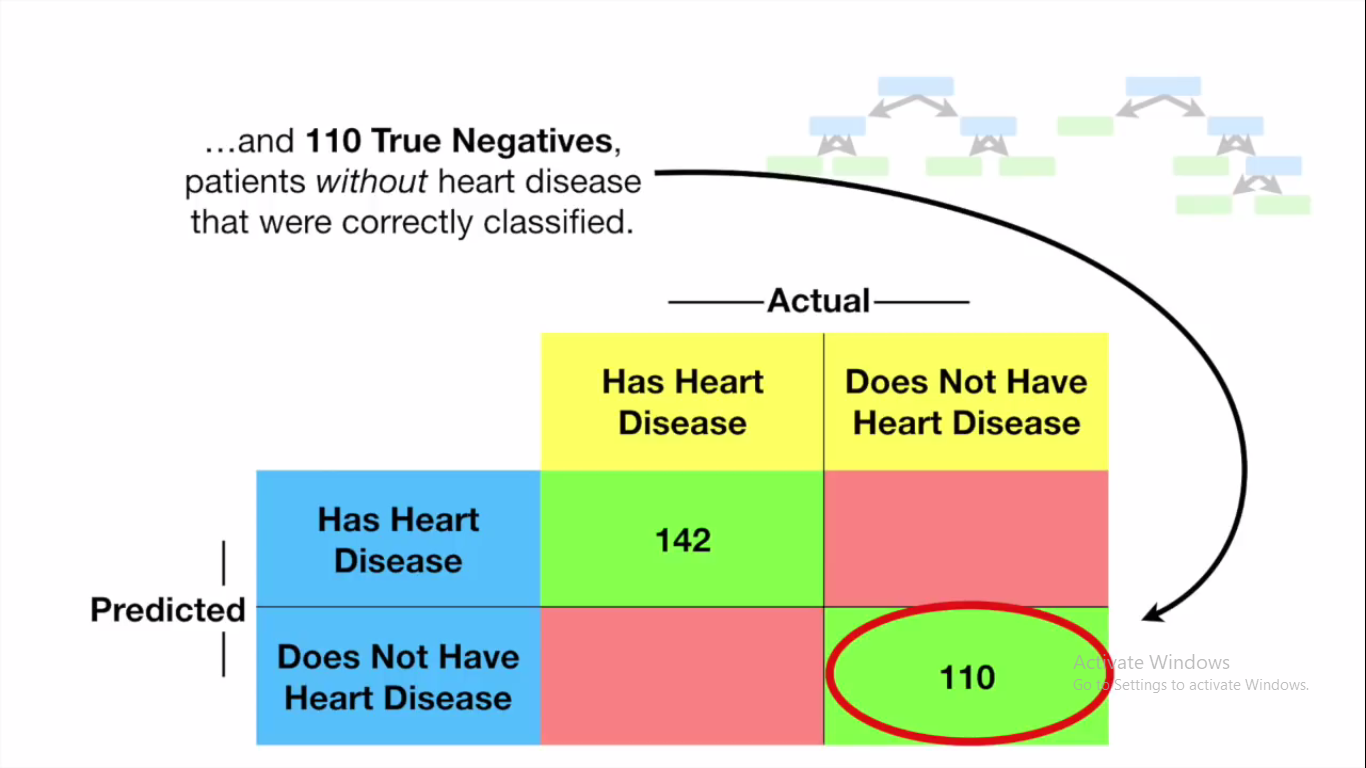 …and 110 True Negatives,
patients without heart disease
that were correctly classified.
Actual
Has Heart
Disease
Does Not Have
Heart Disease
Predicted
Has Heart
Disease
142
Does Not Have
Heart Disease
110
Activate Windows
Go to Settings to activate Windows.